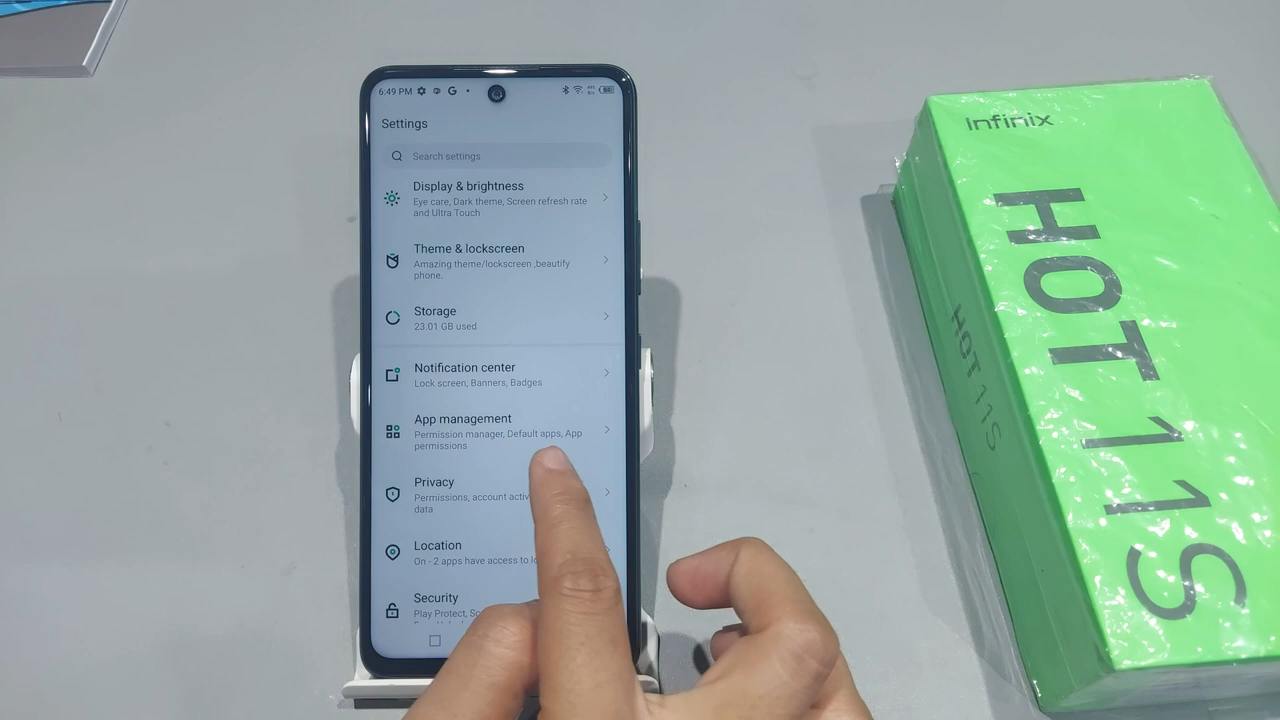 6:49 PM
Settings
Search settings
Display & brightness
Eye care, Dark theme, Screen refresh rate
and Ultra Touch
Theme & lockscreen
Amazing theme/lockscreen ,beautify
phone.
Storage
23.01 GB used
Notification center
Lock screen, Banners, Badges
App management
Permission manager, Default apps, App
permissions
Privacy
Permissions, account
data
Location
On - 2 apps have access to
Security
Play Protect,
Infinix
HOT 11S
HOT 11S